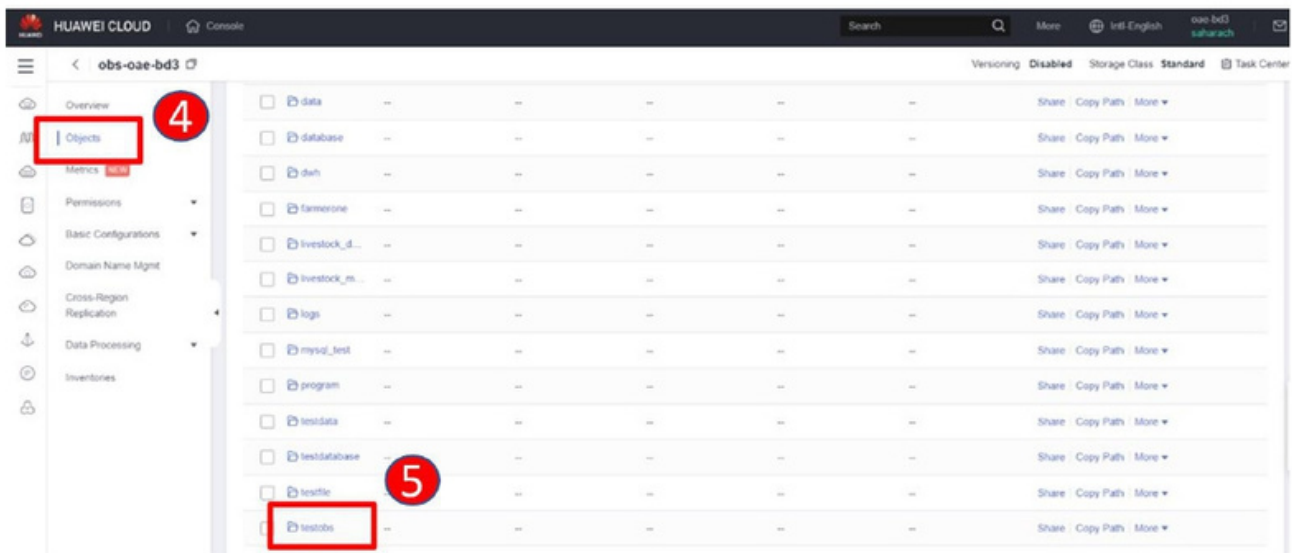 HUAWEI HUAWEI CLOUD Console Search More Intl-English oae-bd3
saharach
obs-oae-bd3 Versioning Disabled Storage Class Standard Task Center
Overview
4
Objects
Metrics NEW
Permissions
Basic Configurations
Domain Name Mgmt
Cross-Region
Replication
Data Processing
Inventories
data -- -- -- -- -- Share Copy Path More
database -- -- -- -- -- Share Copy Path More
dwh -- -- -- -- -- Share Copy Path More
farmerone -- -- -- -- -- Share Copy Path More
livestock_d... -- -- -- -- -- Share Copy Path More
livestock_m... -- -- -- -- -- Share Copy Path More
logs -- -- -- -- -- Share Copy Path More
mysql_test -- -- -- -- -- Share Copy Path More
program -- -- -- -- -- Share Copy Path More
testdata -- -- -- -- -- Share Copy Path More
testdatabase -- -- -- -- -- Share Copy Path More
5
testfile -- -- -- -- Share Copy Path More
testobs -- -- -- -- -- Share Copy Path More